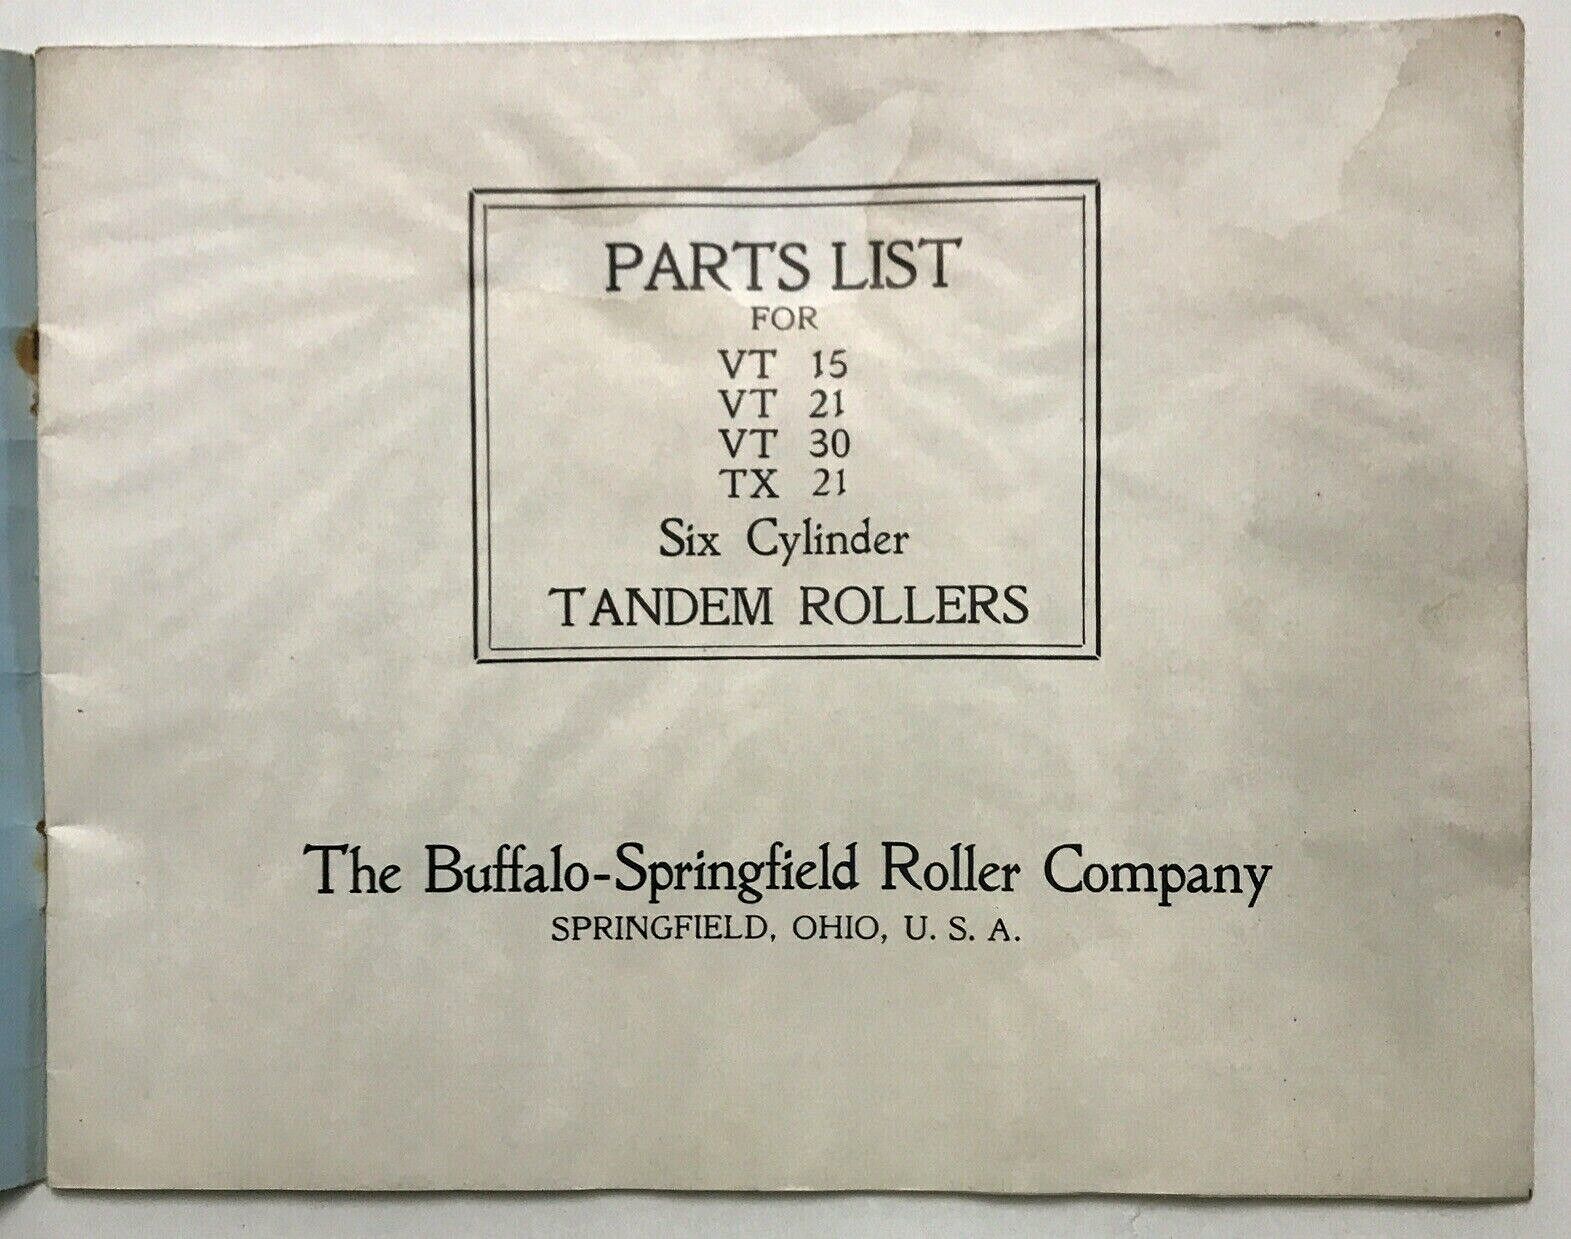 PARTS LIST
FOR
VT 15
VT 21
VT 30
TX 21
Six Cylinder
TANDEM ROLLERS
The Buffalo-Springfield Roller Company
SPRINGFIELD, OHIO, U. S. A.